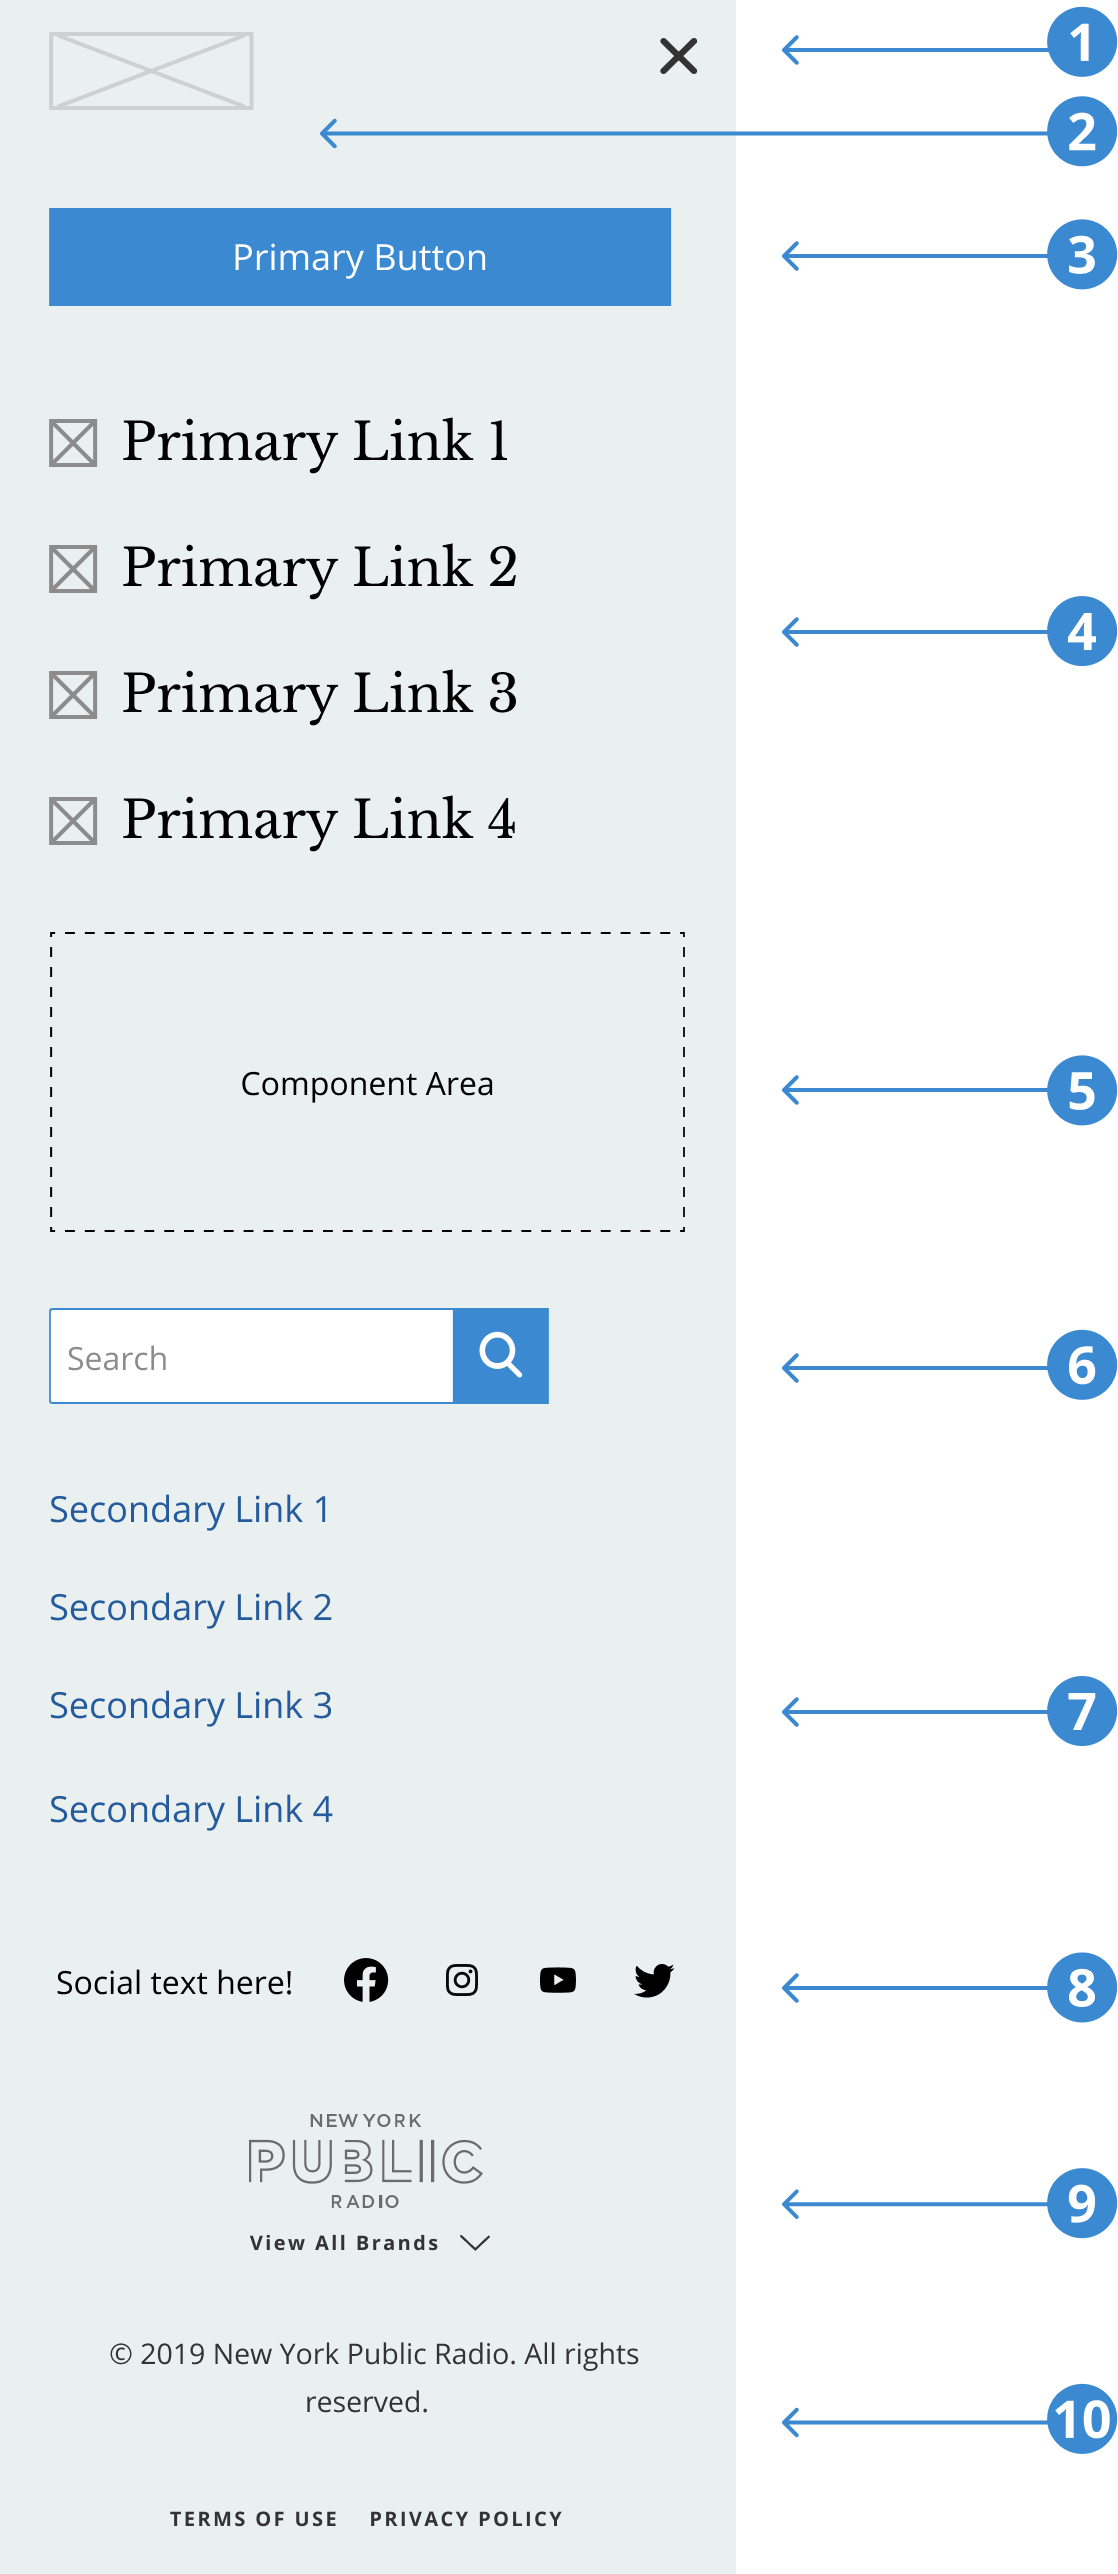 1
2
Primary Button
3
Primary Link 1
Primary Link 2
4
Primary Link 3
Primary Link 4
Component Area
5
Search
6
Secondary Link 1
Secondary Link 2
Secondary Link 3
7
Secondary Link 4
Social text here!
8
NEW YORK
PUBLIC
RADIO
9
View All Brands
© 2019 New York Public Radio. All rights
reserved.
10
TERMS OF USE PRIVACY POLICY